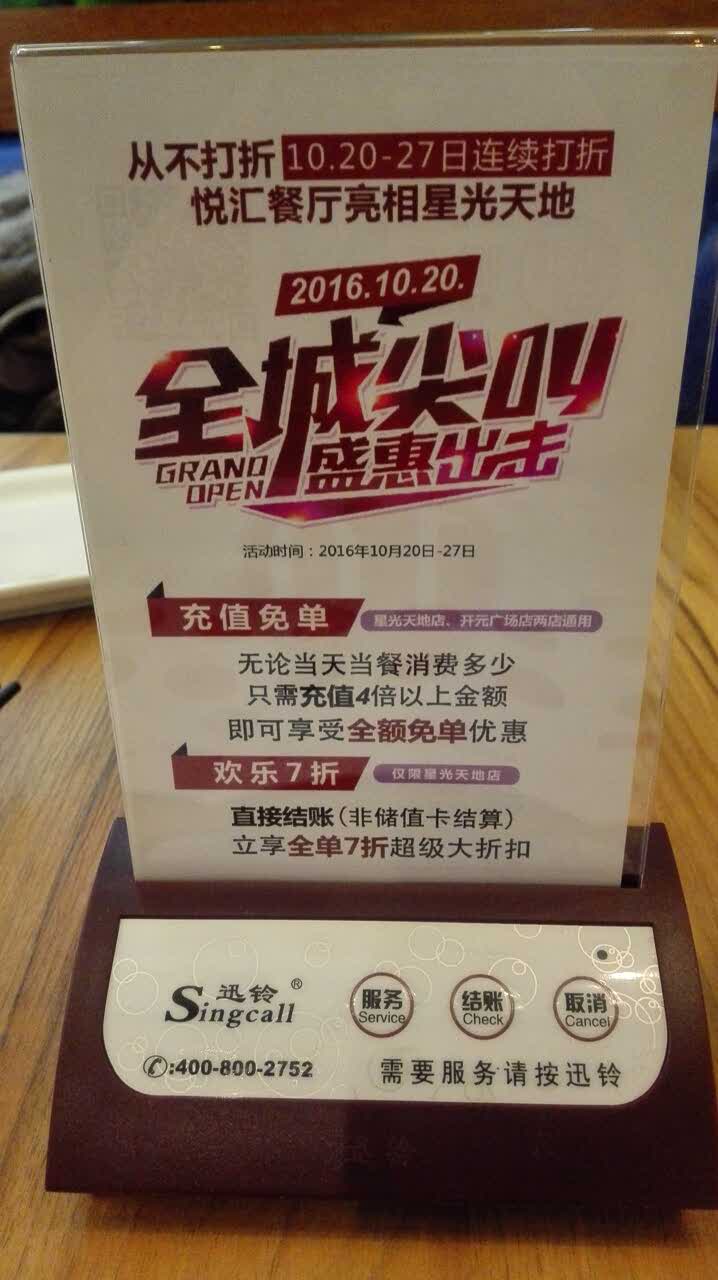 从不打折 10.20-27日连续打折
悦汇餐厅亮相星光天地
2016.10.20.
全城尖叫
GRAND OPEN 盛惠出击
活动时间：2016年10月20日-27日
充值免单 星光天地店、开元广场店两店通用
无论当天当餐消费多少
只需充值4倍以上金额
即可享受全额免单优惠
欢乐7折 仅限星光天地店
直接结账（非储值卡结算）
立享全单7折超级大折扣
迅铃®
Singcall
服务 Service
结账 Check
取消 Cancel
✆:400-800-2752 需要服务请按迅铃